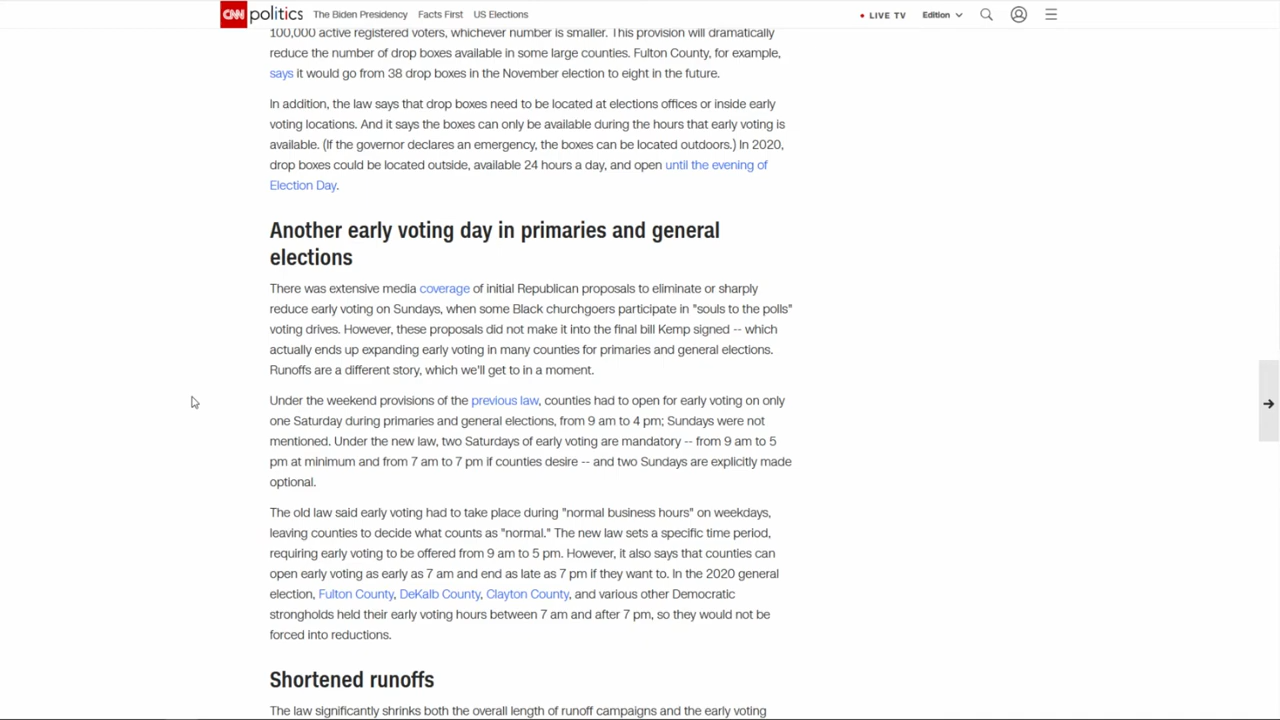 CNN politics The Biden Presidency Facts First US Elections LIVE TV Edition
100,000 active registered voters, whichever number is smaller. This provision will dramatically
reduce the number of drop boxes available in some large counties. Fulton County, for example,
says it would go from 38 drop boxes in the November election to eight in the future.
In addition, the law says that drop boxes need to be located at elections offices or inside early
voting locations. And it says the boxes can only be available during the hours that early voting is
available. (If the governor declares an emergency, the boxes can be located outdoors.) In 2020,
drop boxes could be located outside, available 24 hours a day, and open until the evening of
Election Day.
Another early voting day in primaries and general
elections
There was extensive media coverage of initial Republican proposals to eliminate or sharply
reduce early voting on Sundays, when some Black churchgoers participate in "souls to the polls"
voting drives. However, these proposals did not make it into the final bill Kemp signed -- which
actually ends up expanding early voting in many counties for primaries and general elections.
Runoffs are a different story, which we'll get to in a moment.
Under the weekend provisions of the previous law, counties had to open for early voting on only
one Saturday during primaries and general elections, from 9 am to 4 pm; Sundays were not
mentioned. Under the new law, two Saturdays of early voting are mandatory -- from 9 am to 5
pm at minimum and from 7 am to 7 pm if counties desire -- and two Sundays are explicitly made
optional.
The old law said early voting had to take place during "normal business hours" on weekdays,
leaving counties to decide what counts as "normal." The new law sets a specific time period,
requiring early voting to be offered from 9 am to 5 pm. However, it also says that counties can
open early voting as early as 7 am and end as late as 7 pm if they want to. In the 2020 general
election, Fulton County, DeKalb County, Clayton County, and various other Democratic
strongholds held their early voting hours between 7 am and after 7 pm, so they would not be
forced into reductions.
Shortened runoffs
The law significantly shrinks both the overall length of runoff campaigns and the early voting